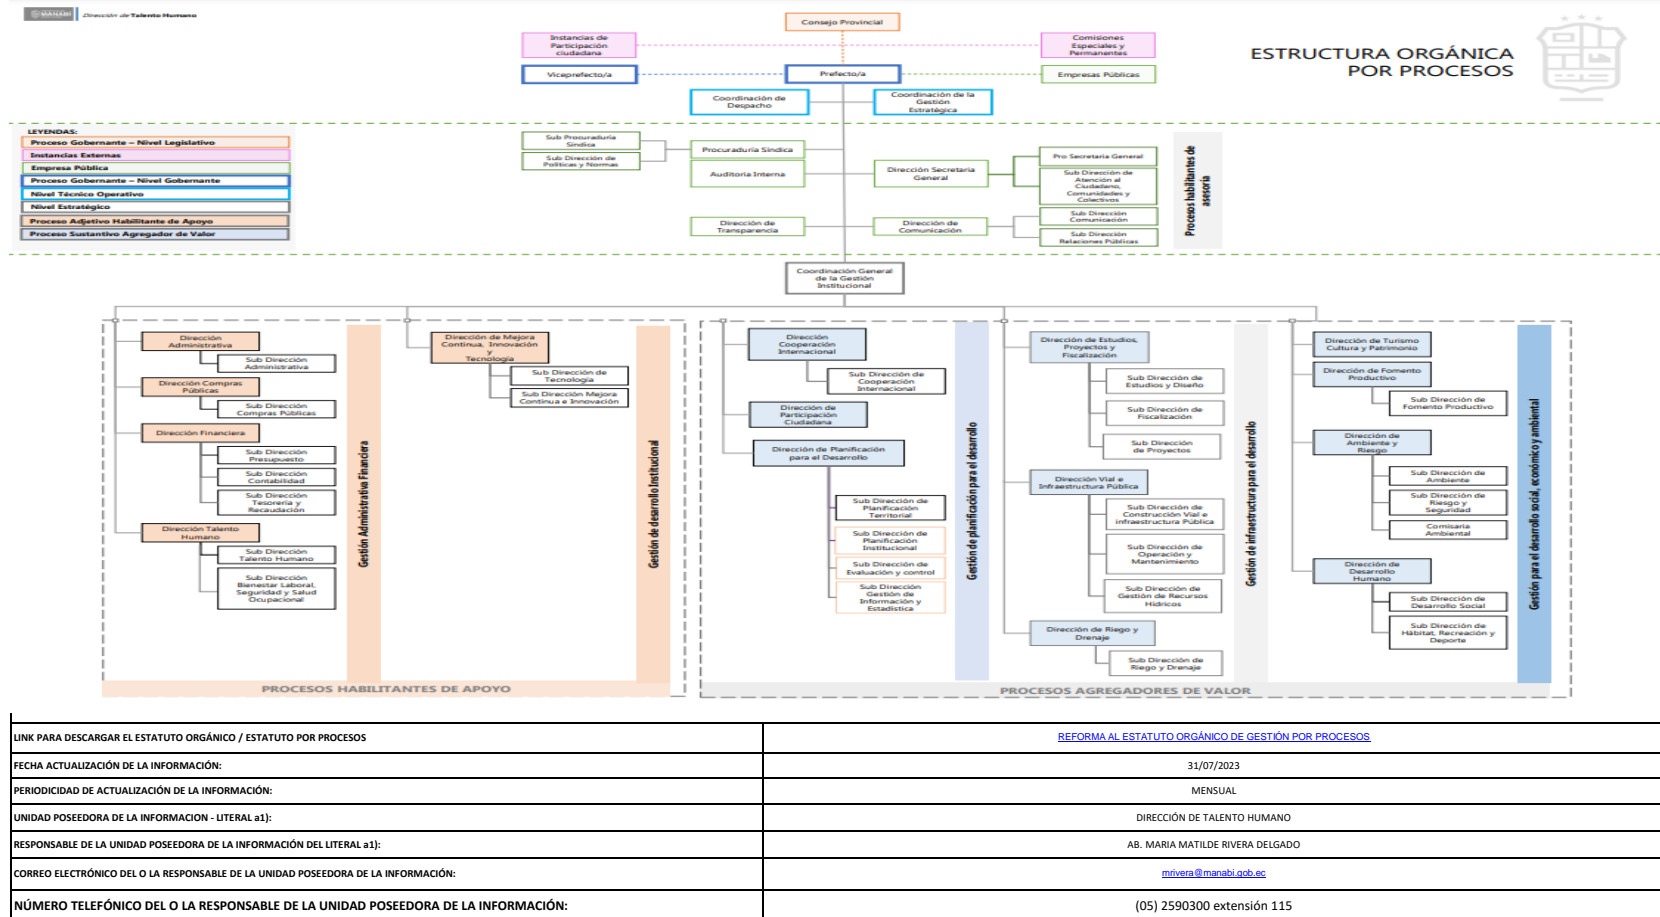 MANABÍ
Dirección de Talento Humano
ESTRUCTURA ORGÁNICA
POR PROCESOS
Consejo Provincial
Instancias de
Participación
ciudadana
Comisiones
Especiales y
Permanentes
Viceprefecto/a
Prefecto/a
Empresas Públicas
Coordinación de
Despacho
Coordinación de la
Gestión
Estratégica
LEYENDAS:
Proceso Gobernante – Nivel Legislativo
Instancias Externas
Empresa Pública
Proceso Gobernante – Nivel Gobernante
Nivel Técnico Operativo
Nivel Estratégico
Proceso Adjetivo Habilitante de Apoyo
Proceso Sustantivo Agregador de Valor
Sub Procuraduría
Síndica
Sub Dirección de
Políticas y Normas
Procuraduría Síndica
Auditoria Interna
Dirección Secretaria
General
Pro Secretaria General
Sub Dirección de
Atención al
Ciudadano,
Comunidades y
Colectivos
Dirección de
Transparencia
Dirección de
Comunicación
Sub Dirección
Comunicación
Sub Dirección
Relaciones Públicas
Procesos habilitantes de
asesoría
Coordinación General
de la Gestión
Institucional
Dirección
Administrativa
Sub Dirección
Administrativa
Dirección Compras
Públicas
Sub Dirección
Compras Públicas
Dirección Financiera
Sub Dirección
Presupuesto
Sub Dirección
Contabilidad
Sub Dirección
Tesorería y
Recaudación
Dirección Talento
Humano
Sub Dirección
Talento Humano
Sub Dirección
Bienestar Laboral,
Seguridad y Salud
Ocupacional
Gestión Administrativa Financiera
Dirección de Mejora
Continua, Innovación
y
Tecnología
Sub Dirección de
Tecnología
Sub Dirección Mejora
Continua e Innovación
Gestión de desarrollo Institucional
PROCESOS HABILITANTES DE APOYO
Dirección
Cooperación
Internacional
Sub Dirección de
Cooperación
Internacional
Dirección de
Participación
Ciudadana
Dirección de Planificación
para el Desarrollo
Sub Dirección de
Planificación
Territorial
Sub Dirección de
Planificación
Institucional
Sub Dirección de
Evaluación y control
Sub Dirección
Gestión de
Información y
Estadística
Gestión de planificación para el desarrollo
Dirección de Estudios,
Proyectos y
Fiscalización
Sub Dirección de
Estudios y Diseño
Sub Dirección de
Fiscalización
Sub Dirección
de Proyectos
Dirección Vial e
Infraestructura Pública
Sub Dirección de
Construcción Vial e
infraestructura Pública
Sub Dirección de
Operación y
Mantenimiento
Sub Dirección de
Gestión de Recursos
Hídricos
Dirección de Riego y
Drenaje
Sub Dirección de
Riego y Drenaje
Gestión de infraestructura para el desarrollo
Dirección de Turismo
Cultura y Patrimonio
Dirección de Fomento
Productivo
Sub Dirección de
Fomento Productivo
Dirección de
Ambiente y
Riesgo
Sub Dirección de
Ambiente
Sub Dirección de
Riesgo y
Seguridad
Comisaría
Ambiental
Dirección de
Desarrollo
Humano
Sub Dirección de
Desarrollo Social
Sub Dirección de
Hábitat, Recreación y
Deporte
Gestión para el desarrollo social, económico y ambiental
PROCESOS AGREGADORES DE VALOR
LINK PARA DESCARGAR EL ESTATUTO ORGÁNICO / ESTATUTO POR PROCESOS
REFORMA AL ESTATUTO ORGÁNICO DE GESTIÓN POR PROCESOS
FECHA ACTUALIZACIÓN DE LA INFORMACIÓN:
31/07/2023
PERIODICIDAD DE ACTUALIZACIÓN DE LA INFORMACIÓN:
MENSUAL
UNIDAD POSEEDORA DE LA INFORMACION - LITERAL a1):
DIRECCIÓN DE TALENTO HUMANO
RESPONSABLE DE LA UNIDAD POSEEDORA DE LA INFORMACIÓN DEL LITERAL a1):
AB. MARIA MATILDE RIVERA DELGADO
CORREO ELECTRÓNICO DEL O LA RESPONSABLE DE LA UNIDAD POSEEDORA DE LA INFORMACIÓN:
mrivera@manabi.gob.ec
NÚMERO TELEFÓNICO DEL O LA RESPONSABLE DE LA UNIDAD POSEEDORA DE LA INFORMACIÓN:
(05) 2590300 extensión 115